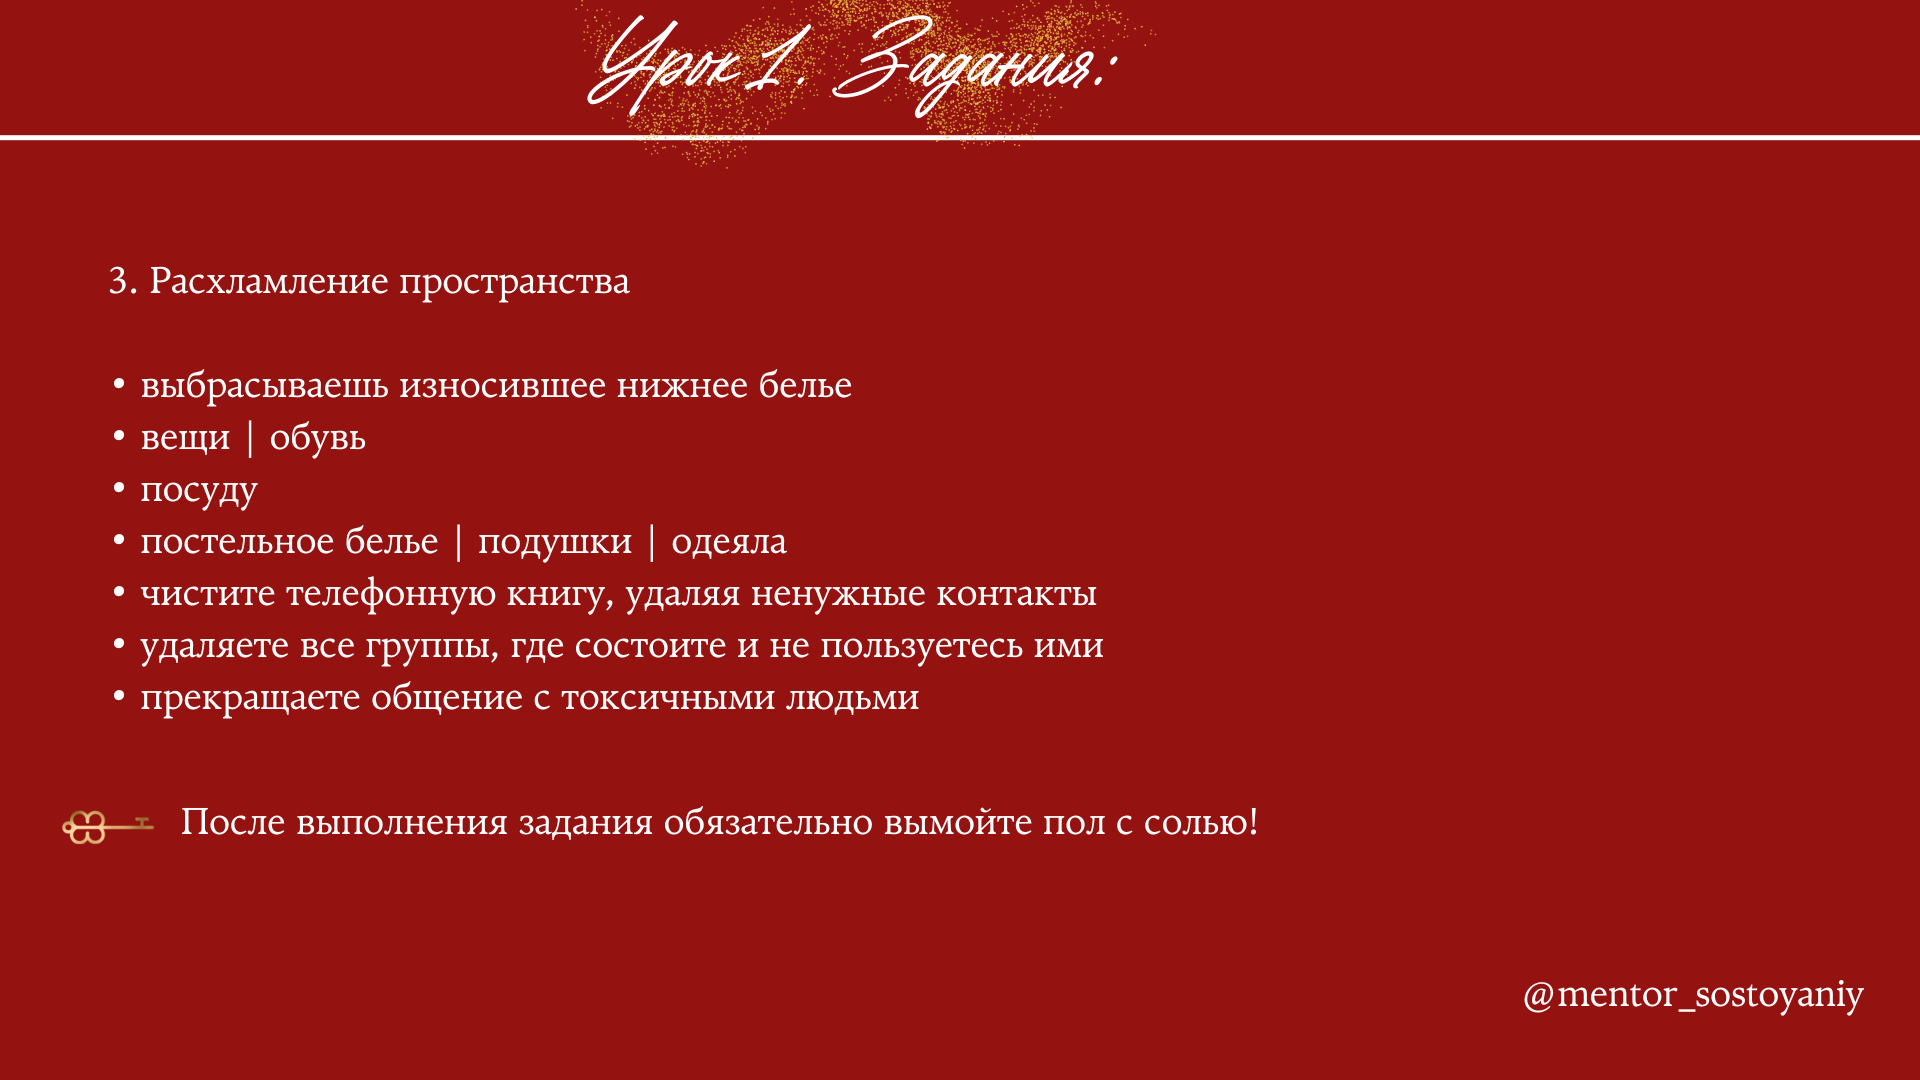 Урок 1. Задания:
3. Расхламление пространства
• выбрасываешь износившее нижнее белье
• вещи | обувь
• посуду
• постельное белье | подушки | одеяла
• чистите телефонную книгу, удаляя ненужные контакты
• удаляете все группы, где состоите и не пользуетесь ими
• прекращаете общение с токсичными людьми
После выполнения задания обязательно вымойте пол с солью!
@mentor_sostoyaniy